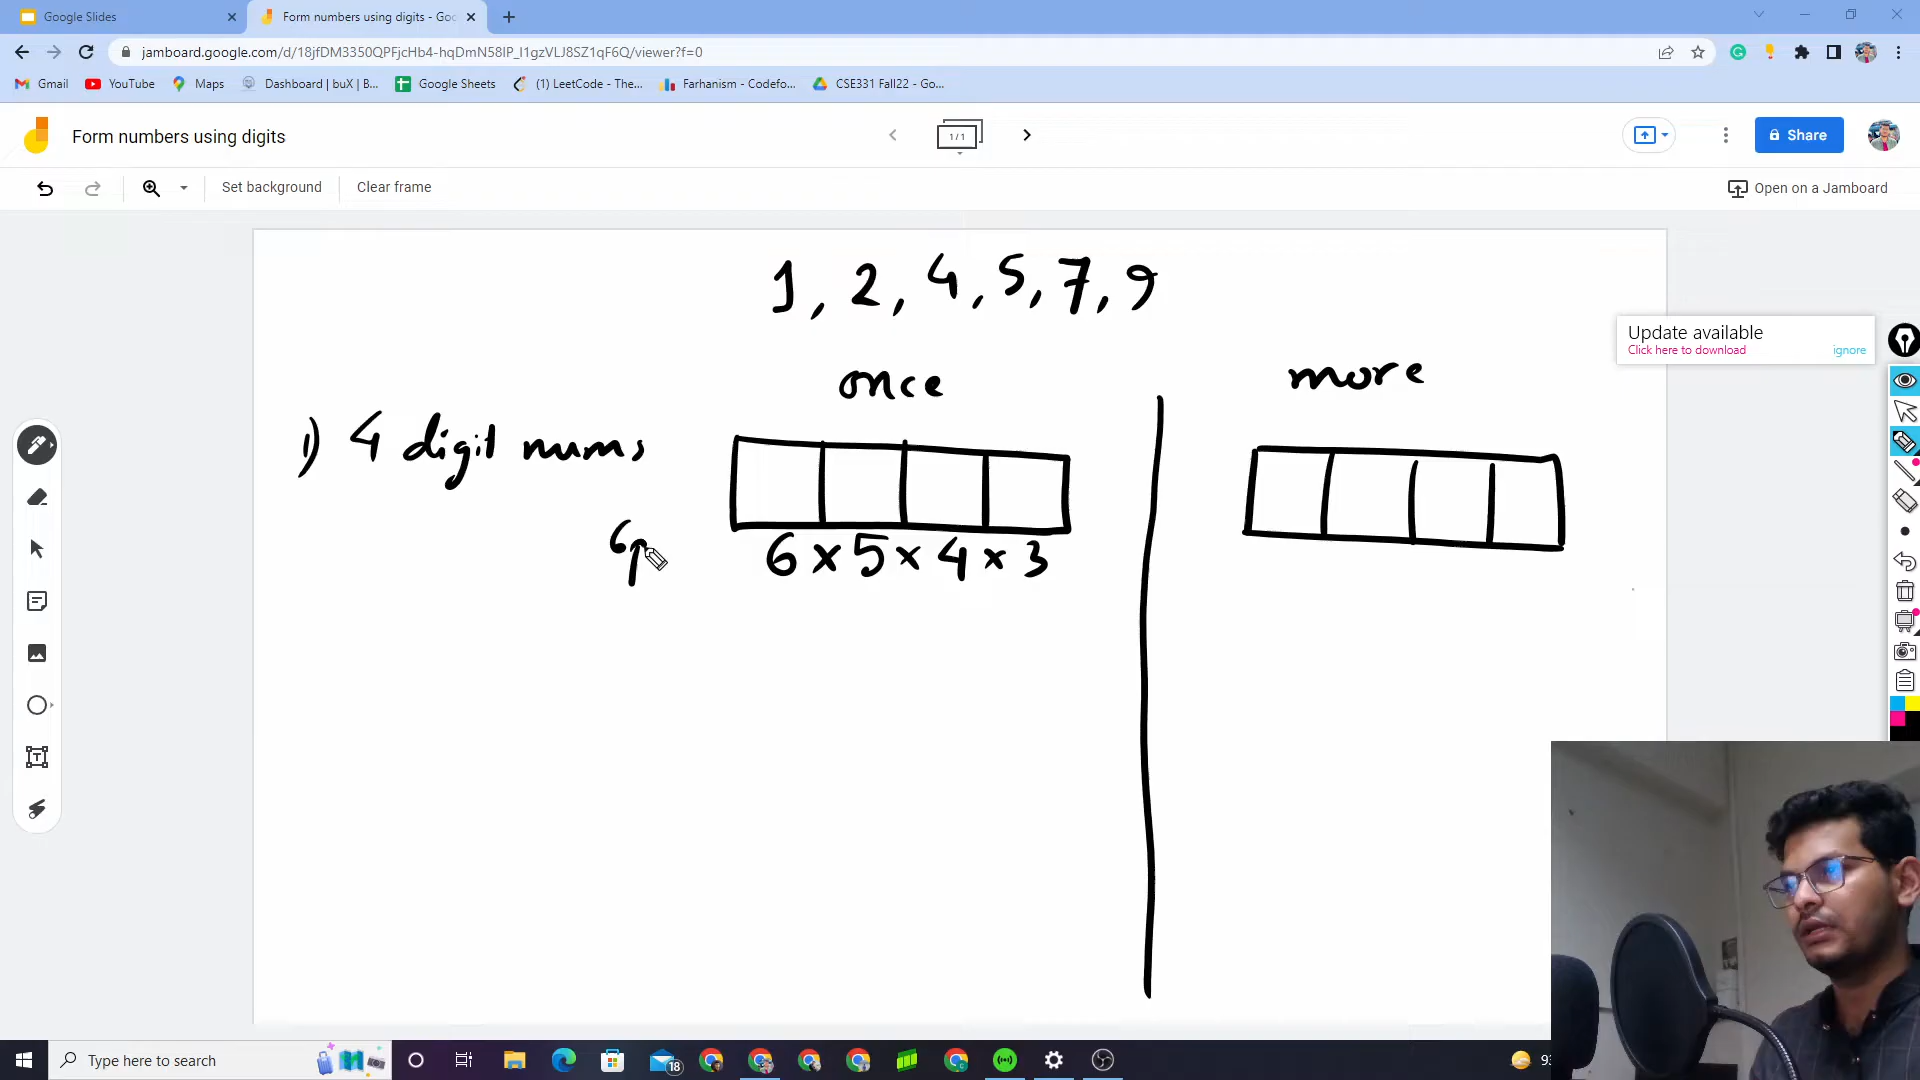 Google Slides
Form numbers using digits - Goo
jamboard.google.com/d/18jfDM3350QPFjcHb4-hqDmN58IP_I1gzVLJ8SZ1qF6Q/viewer?f=0
Gmail YouTube Maps Dashboard | buX | B... Google Sheets (1) LeetCode - The... Farhanism - Codefo... CSE331 Fall22 - Go...
Form numbers using digits
1 / 1
Share
Set background Clear frame
Open on a Jamboard
1, 2, 4, 5, 7, 9
Update available
Click here to download ignore
once more
1) 4 digit nums
6p 6 × 5 × 4 × 3
Type here to search
18